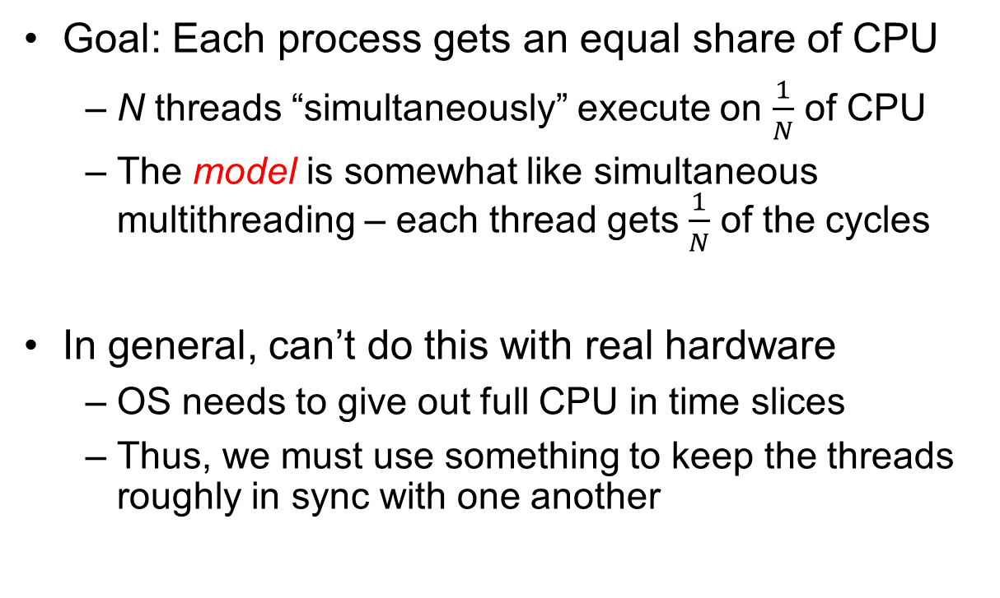 • Goal: Each process gets an equal share of CPU
– N threads “simultaneously” execute on 1/N of CPU
– The model is somewhat like simultaneous
multithreading – each thread gets 1/N of the cycles
• In general, can’t do this with real hardware
– OS needs to give out full CPU in time slices
– Thus, we must use something to keep the threads
roughly in sync with one another